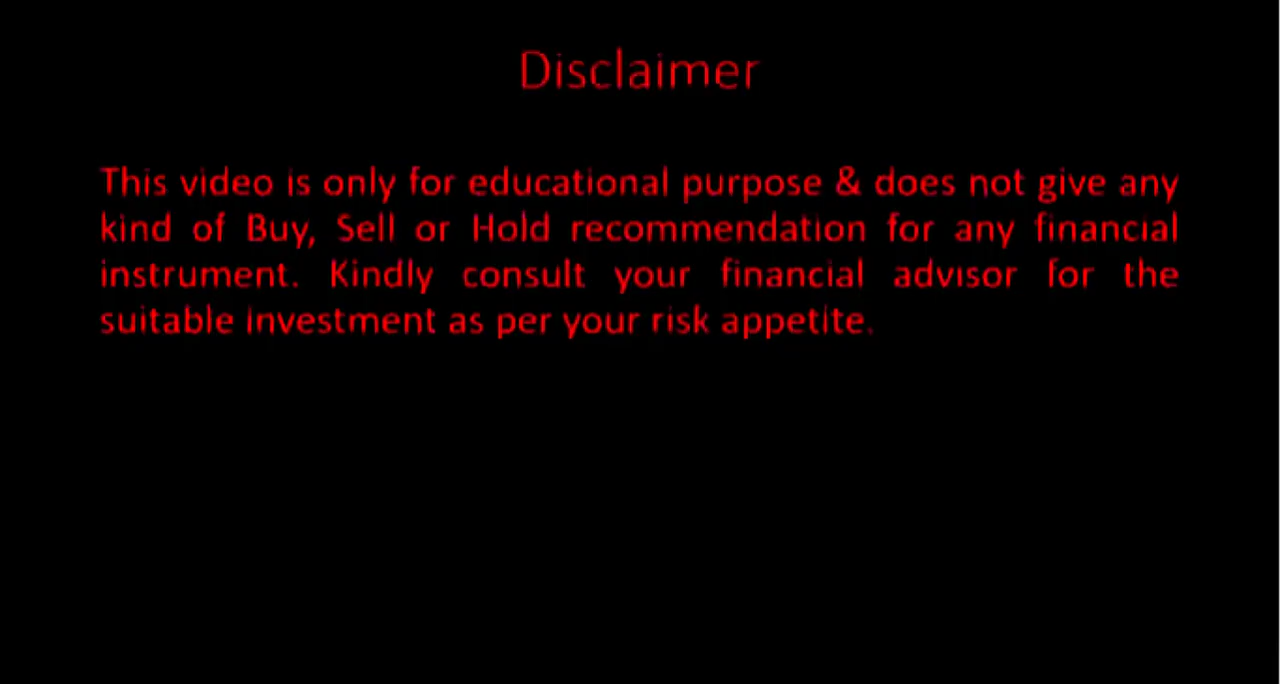 Disclaimer
This video is only for educational purpose & does not give any
kind of Buy, Sell or Hold recommendation for any financial
instrument. Kindly consult your financial advisor for the
suitable investment as per your risk appetite.